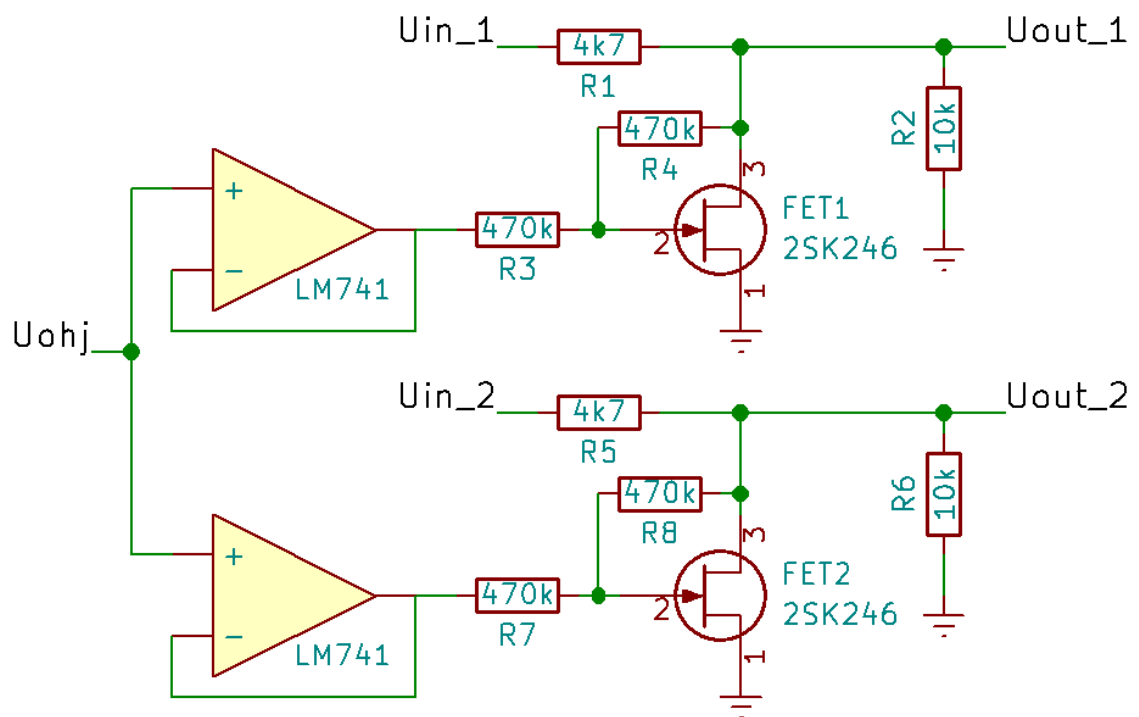 Uin_1
4k7
R1
Uout_1
470k
R4
R2
10k
3
FET1
2SK246
2
1
+
-
LM741
470k
R3
Uohj
Uin_2
4k7
R5
Uout_2
470k
R8
R6
10k
3
FET2
2SK246
2
1
+
-
LM741
470k
R7